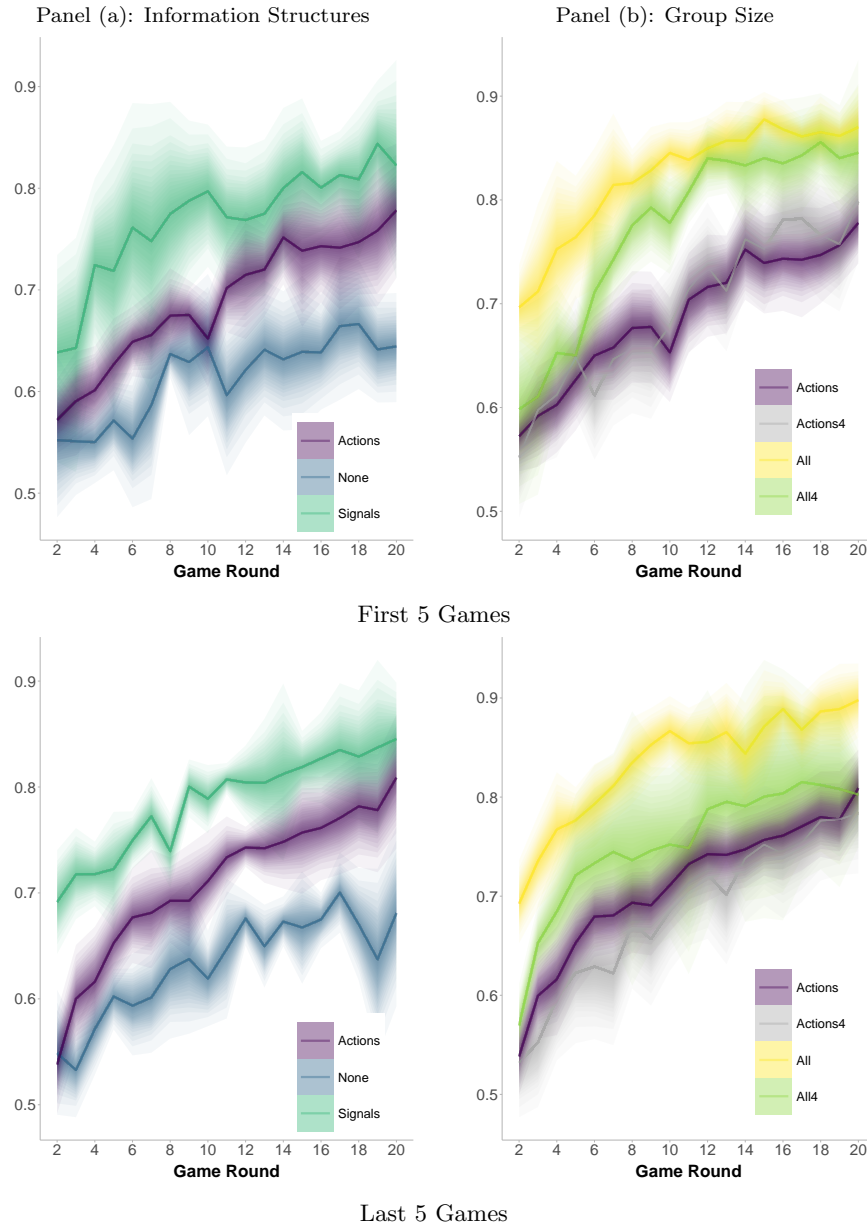 Panel (a): Information Structures
Panel (b): Group Size
0.9
0.8
0.7
0.6
0.5
2 4 6 8 10 12 14 16 18 20
Game Round
Actions
None
Signals
0.9
0.8
0.7
0.6
0.5
2 4 6 8 10 12 14 16 18 20
Game Round
Actions
Actions4
All
All4
First 5 Games
0.9
0.8
0.7
0.6
0.5
2 4 6 8 10 12 14 16 18 20
Game Round
Actions
None
Signals
0.9
0.8
0.7
0.6
0.5
2 4 6 8 10 12 14 16 18 20
Game Round
Actions
Actions4
All
All4
Last 5 Games